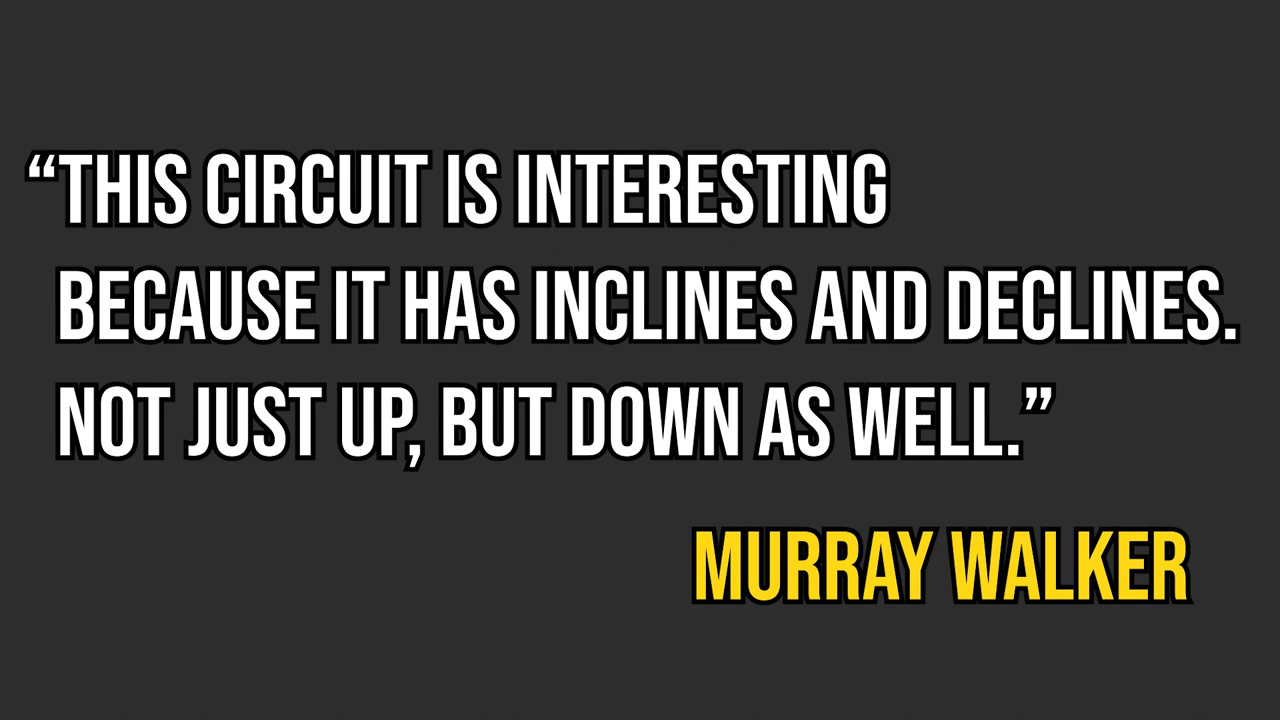 “THIS CIRCUIT IS INTERESTING
BECAUSE IT HAS INCLINES AND DECLINES.
NOT JUST UP, BUT DOWN AS WELL.”
MURRAY WALKER